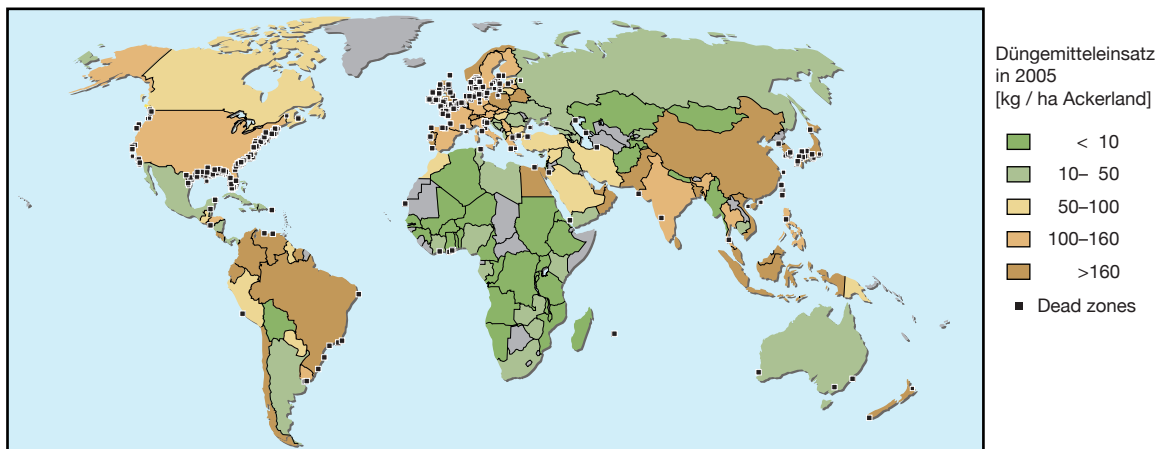 Düngemitteleinsatz
in 2005
[kg / ha Ackerland]
< 10
10– 50
50–100
100–160
>160
Dead zones